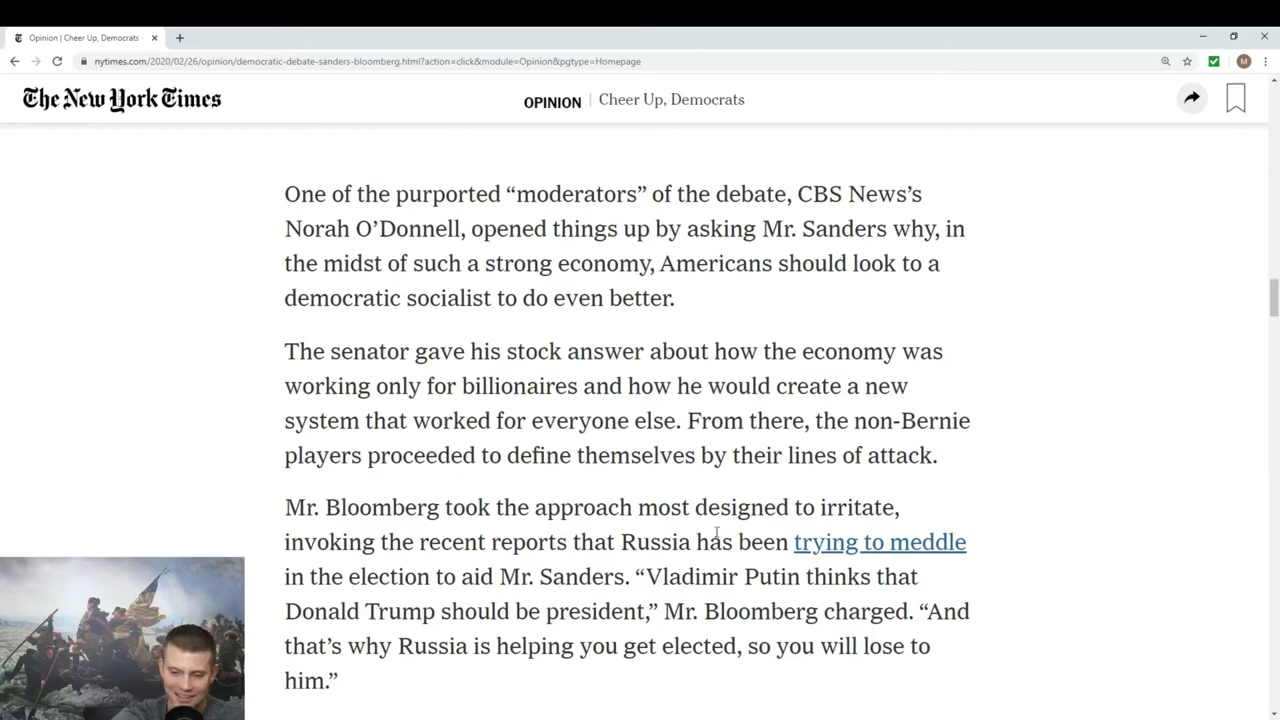 Opinion | Cheer Up, Democrats
nytimes.com/2020/02/26/opinion/democratic-debate-sanders-bloomberg.html?action=click&module=Opinion&pgtype=Homepage
M
The New York Times
OPINION | Cheer Up, Democrats
One of the purported “moderators” of the debate, CBS News’s
Norah O’Donnell, opened things up by asking Mr. Sanders why, in
the midst of such a strong economy, Americans should look to a
democratic socialist to do even better.
The senator gave his stock answer about how the economy was
working only for billionaires and how he would create a new
system that worked for everyone else. From there, the non-Bernie
players proceeded to define themselves by their lines of attack.
Mr. Bloomberg took the approach most designed to irritate,
invoking the recent reports that Russia has been trying to meddle
in the election to aid Mr. Sanders. “Vladimir Putin thinks that
Donald Trump should be president,” Mr. Bloomberg charged. “And
that’s why Russia is helping you get elected, so you will lose to
him.”